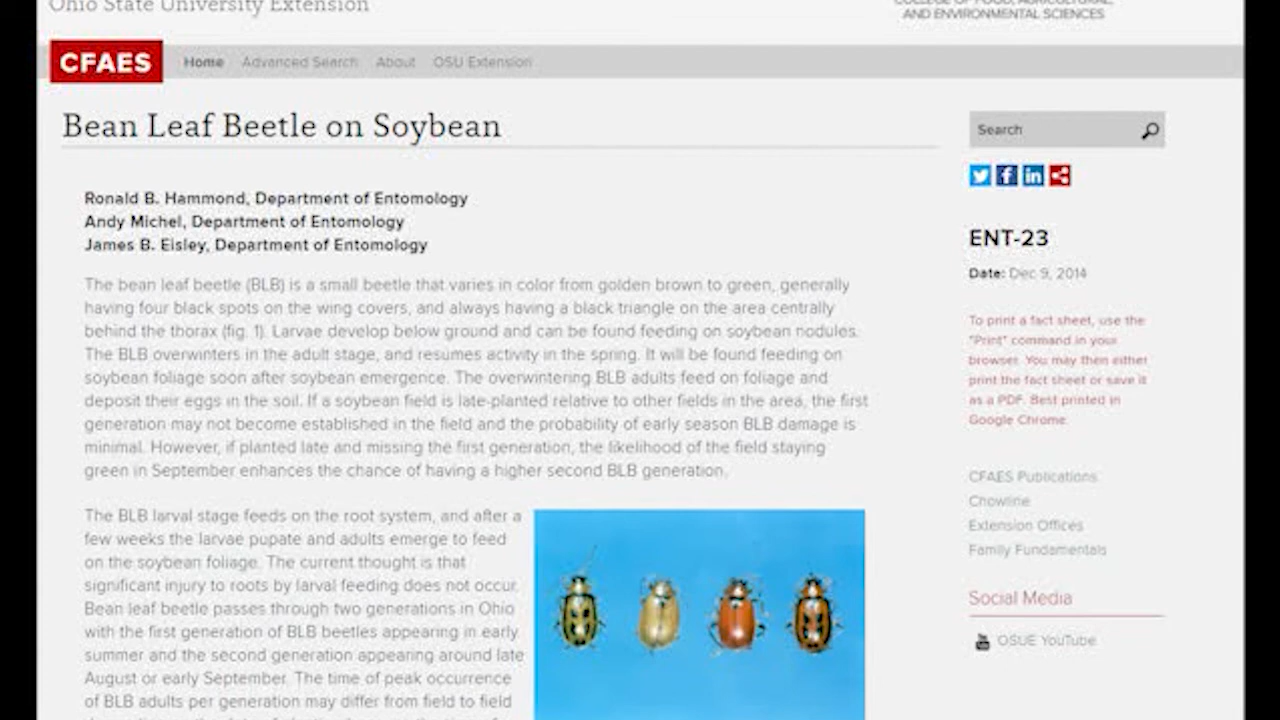 Ohio State University Extension
COLLEGE OF FOOD, AGRICULTURAL,
AND ENVIRONMENTAL SCIENCES
CFAES Home Advanced Search About OSU Extension
Bean Leaf Beetle on Soybean
Ronald B. Hammond, Department of Entomology
Andy Michel, Department of Entomology
James B. Eisley, Department of Entomology
The bean leaf beetle (BLB) is a small beetle that varies in color from golden brown to green, generally
having four black spots on the wing covers, and always having a black triangle on the area centrally
behind the thorax (fig. 1). Larvae develop below ground and can be found feeding on soybean nodules.
The BLB overwinters in the adult stage, and resumes activity in the spring. It will be found feeding on
soybean foliage soon after soybean emergence. The overwintering BLB adults feed on foliage and
deposit their eggs in the soil. If a soybean field is late-planted relative to other fields in the area, the first
generation may not become established in the field and the probability of early season BLB damage is
minimal. However, if planted late and missing the first generation, the likelihood of the field staying
green in September enhances the chance of having a higher second BLB generation.
The BLB larval stage feeds on the root system, and after a
few weeks the larvae pupate and adults emerge to feed
on the soybean foliage. The current thought is that
significant injury to roots by larval feeding does not occur.
Bean leaf beetle passes through two generations in Ohio
with the first generation of BLB beetles appearing in early
summer and the second generation appearing around late
August or early September. The time of peak occurrence
of BLB adults per generation may differ from field to field
Search
ENT-23
Date: Dec 9, 2014
To print a fact sheet, use the
"Print" command in your
browser. You may then either
print the fact sheet or save it
as a PDF. Best printed in
Google Chrome.
CFAES Publications
Chowline
Extension Offices
Family Fundamentals
Social Media
OSUE YouTube